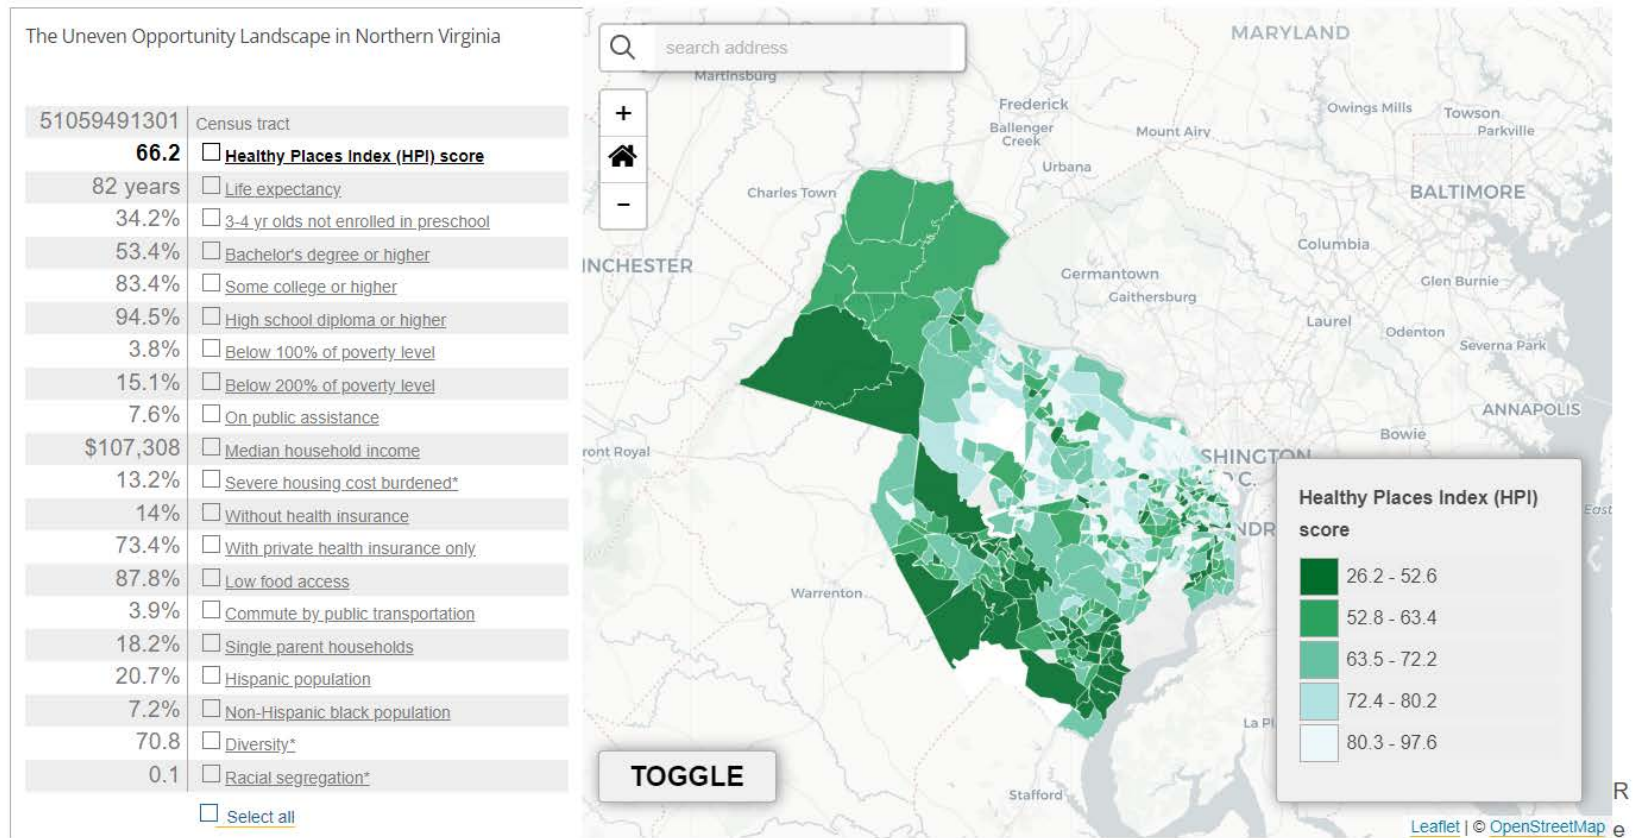 The Uneven Opportunity Landscape in Northern Virginia
51059491301 Census tract
66.2 Healthy Places Index (HPI) score
82 years Life expectancy
34.2% 3-4 yr olds not enrolled in preschool
53.4% Bachelor's degree or higher
83.4% Some college or higher
94.5% High school diploma or higher
3.8% Below 100% of poverty level
15.1% Below 200% of poverty level
7.6% On public assistance
$107,308 Median household income
13.2% Severe housing cost burdened*
14% Without health insurance
73.4% With private health insurance only
87.8% Low food access
3.9% Commute by public transportation
18.2% Single parent households
20.7% Hispanic population
7.2% Non-Hispanic black population
70.8 Diversity*
0.1 Racial segregation*
Select all
search address
+
−
MARYLAND
Martinsburg
Frederick
Ballenger
Creek
Mount Airy
Owings Mills
Towson
Parkville
Urbana
Charles Town
BALTIMORE
Columbia
INCHESTER
Germantown
Gaithersburg
Glen Burnie
Laurel
Odenton
Severna Park
ANNAPOLIS
Bowie
ront Royal
SHINGTON
D.C.
NDR
East
Warrenton
La Pl
Stafford
Healthy Places Index (HPI)
score
26.2 - 52.6
52.8 - 63.4
63.5 - 72.2
72.4 - 80.2
80.3 - 97.6
TOGGLE
Leaflet | © OpenStreetMap
R
e